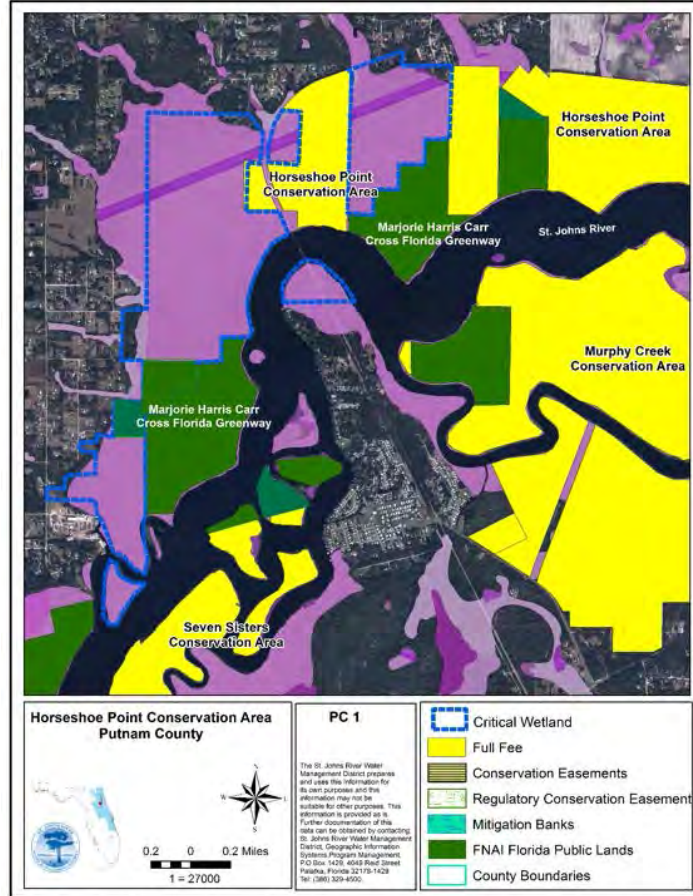 Horseshoe Point
Conservation Area
Horseshoe Point
Conservation Area
Marjorie Harris Carr
Cross Florida Greenway
St. Johns River
Murphy Creek
Conservation Area
Marjorie Harris Carr
Cross Florida Greenway
Seven Sisters
Conservation Area
Horseshoe Point Conservation Area
Putnam County
N
W
E
S
0.2 0 0.2 Miles
1 = 27000
PC 1
The St. Johns River Water
Management District prepares
and uses this information for
its own purposes and this
information may not be
suitable for other purposes. This
information is provided as is.
Further documentation of this
data can be obtained by contacting:
St. Johns River Water Management
District, Geographic Information
Systems Program Management,
P.O. Box 1429, 4049 Reid Street
Palatka, Florida 32178-1429
Tel: (386) 329-4500.
Critical Wetland
Full Fee
Conservation Easements
Regulatory Conservation Easement
Mitigation Banks
FNAI Florida Public Lands
County Boundaries